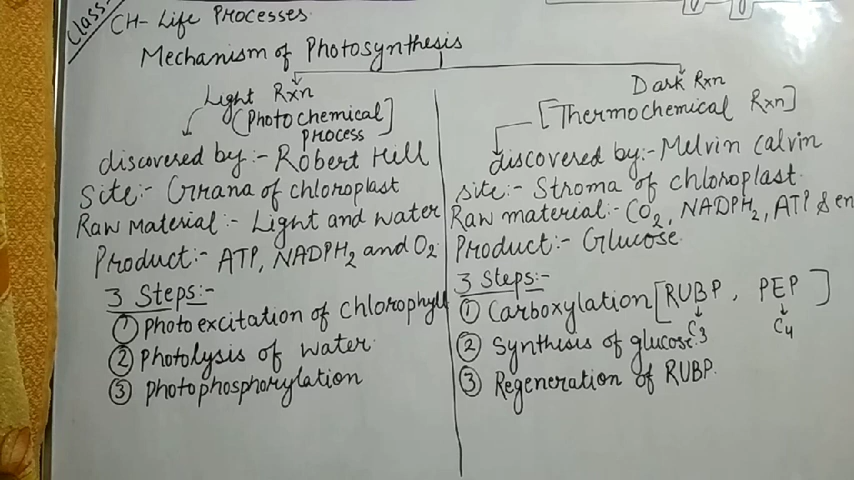 Class-
CH- Life Processes
Mechanism of Photosynthesis
Light Rxn
[Photochemical Process]
discovered by:- Robert Hill
Site:- Grana of chloroplast
Raw Material:- Light and water
Product:- ATP, NADPH₂ and O₂
3 Steps:-
① Photoexcitation of Chlorophyll
② Photolysis of water
③ Photophosphorylation
Dark Rxn
[Thermochemical Rxn]
discovered by:- Melvin Calvin
site:- Stroma of chloroplast
Raw material:- CO₂, NADPH₂, ATP & en
Product:- Glucose
3 Steps:-
① Carboxylation [RUBP, PEP]
C3 C4
② Synthesis of glucose
③ Regeneration of RUBP.